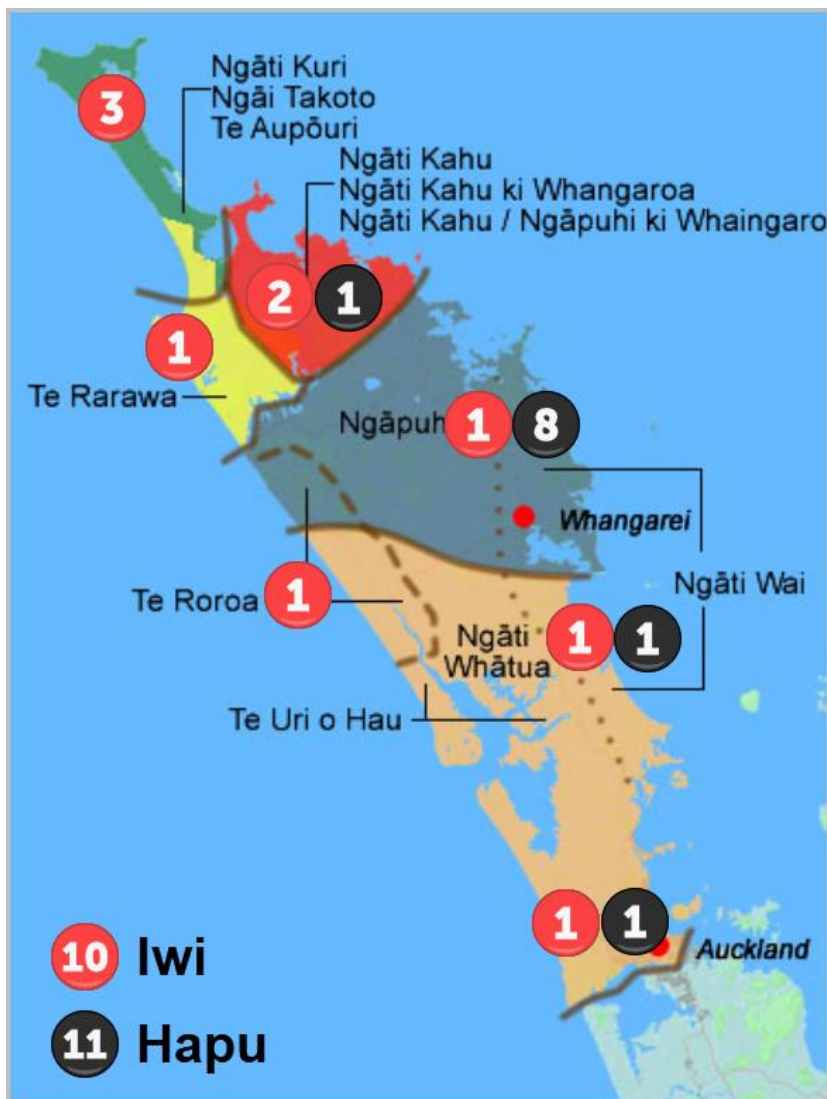 Ngāti Kuri
Ngāi Takoto
Te Aupōuri
3
Ngāti Kahu
Ngāti Kahu ki Whangaroa
Ngāti Kahu / Ngāpuhi ki Whaingaro
2 1
1
Te Rarawa
Ngāpuh 1 8
Whangarei
Ngāti Wai
Te Roroa 1
Ngāti
Whātua
1 1
Te Uri o Hau
1 1
Auckland
10 Iwi
11 Hapu